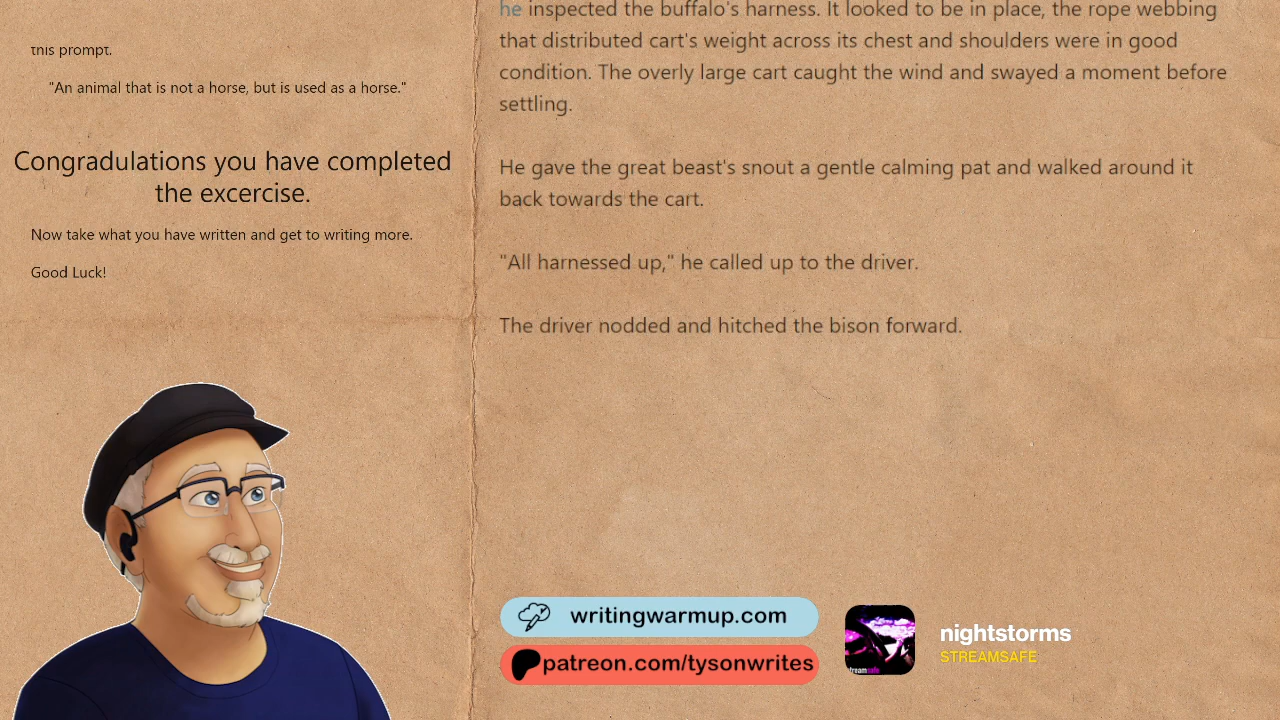 this prompt.
"An animal that is not a horse, but is used as a horse."
Congradulations you have completed
the excercise.
Now take what you have written and get to writing more.
Good Luck!
he inspected the buffalo's harness. It looked to be in place, the rope webbing
that distributed cart's weight across its chest and shoulders were in good
condition. The overly large cart caught the wind and swayed a moment before
settling.
He gave the great beast's snout a gentle calming pat and walked around it
back towards the cart.
"All harnessed up," he called up to the driver.
The driver nodded and hitched the bison forward.
writingwarmup.com
patreon.com/tysonwrites
streamsafe
nightstorms
STREAMSAFE